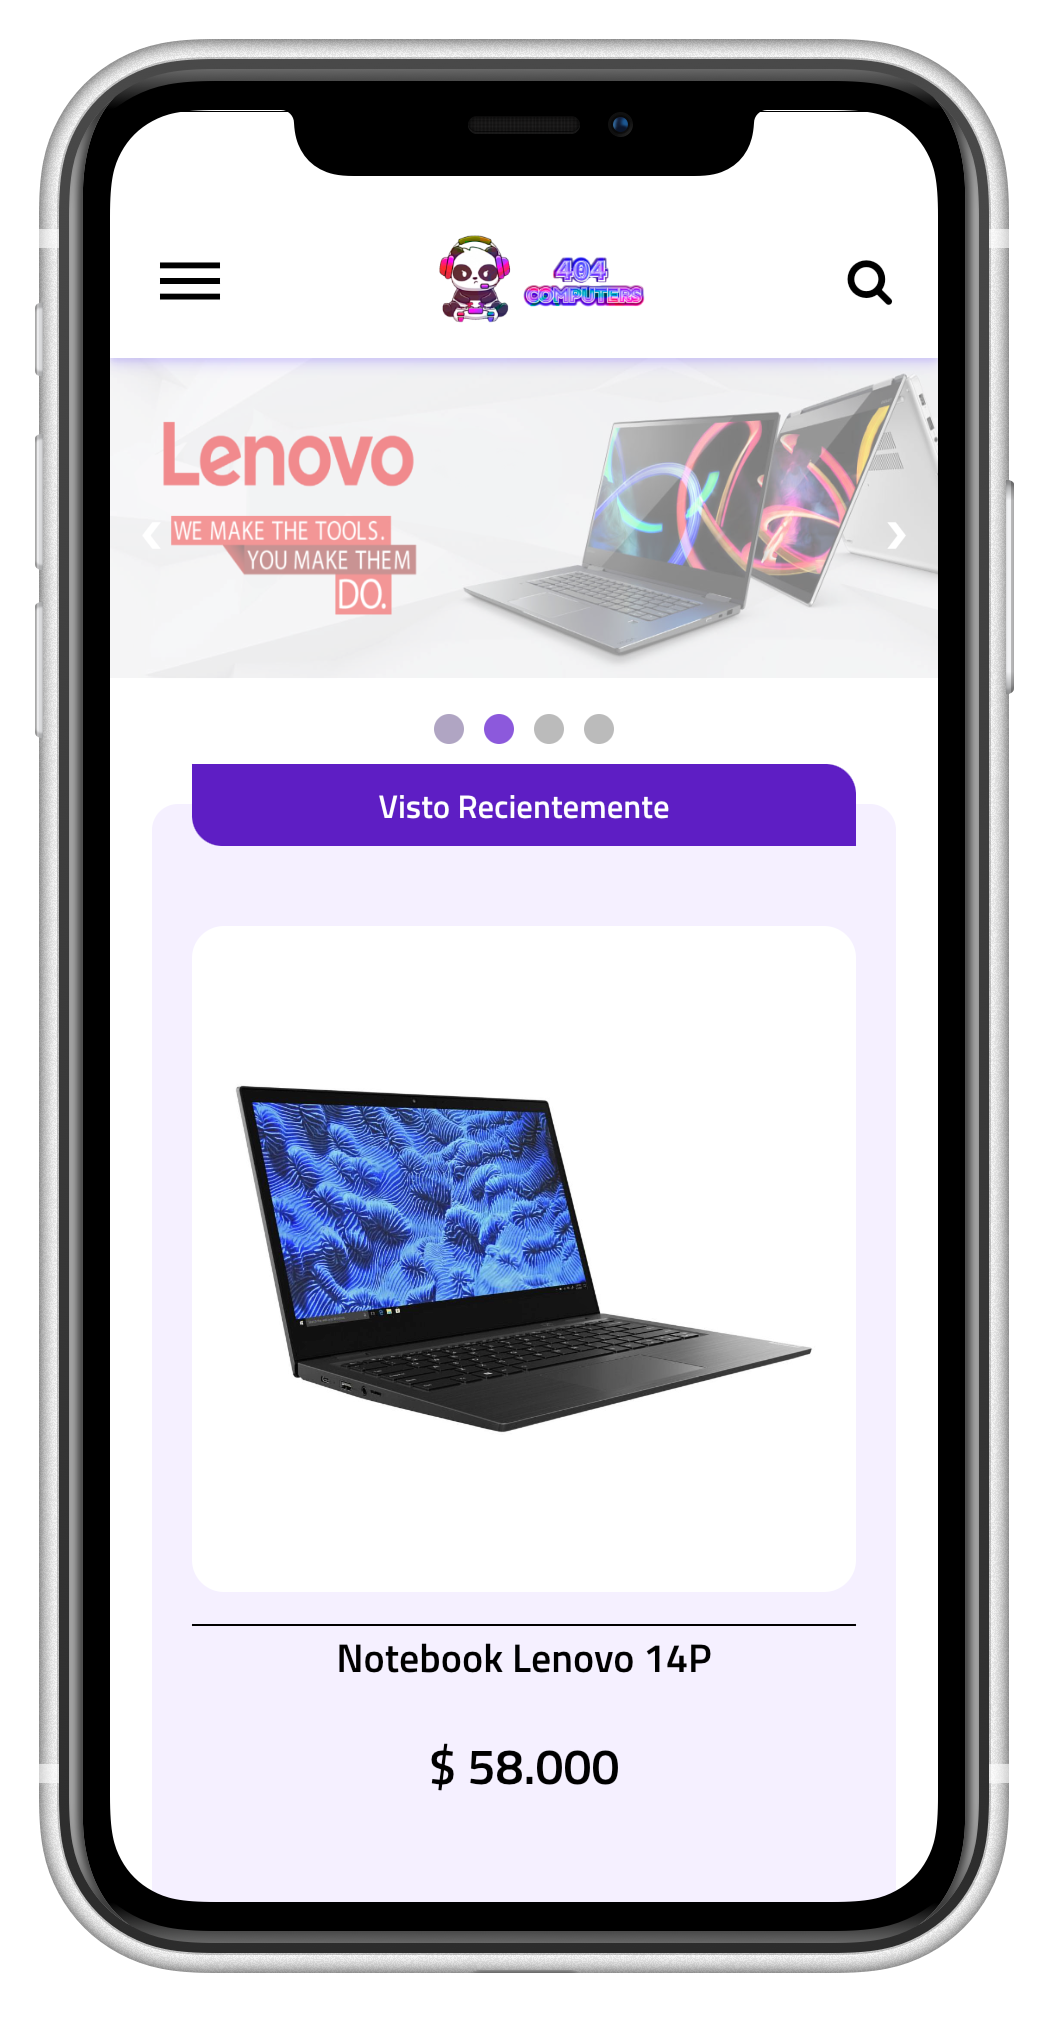 404
COMPUTERS
Lenovo
WE MAKE THE TOOLS.
YOU MAKE THEM
DO.
Visto Recientemente
Notebook Lenovo 14P
$ 58.000